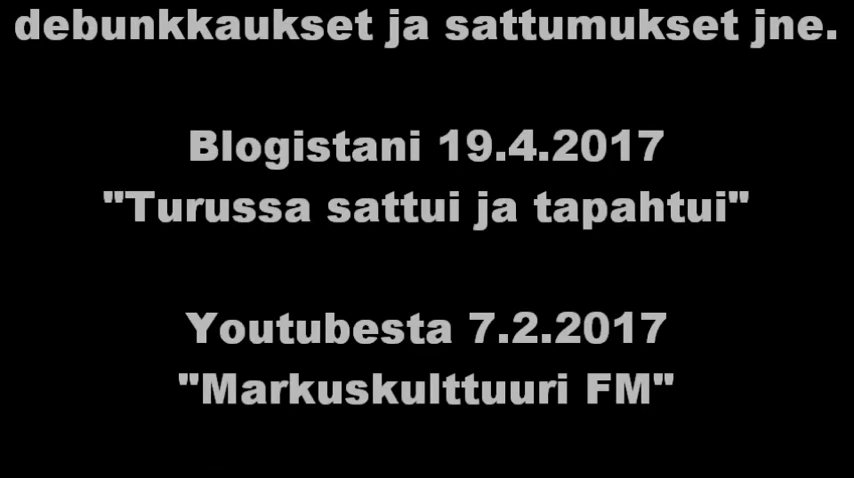 debunkkaukset ja sattumukset jne.
Blogistani 19.4.2017
"Turussa sattui ja tapahtui"
Youtubesta 7.2.2017
"Markuskulttuuri FM"